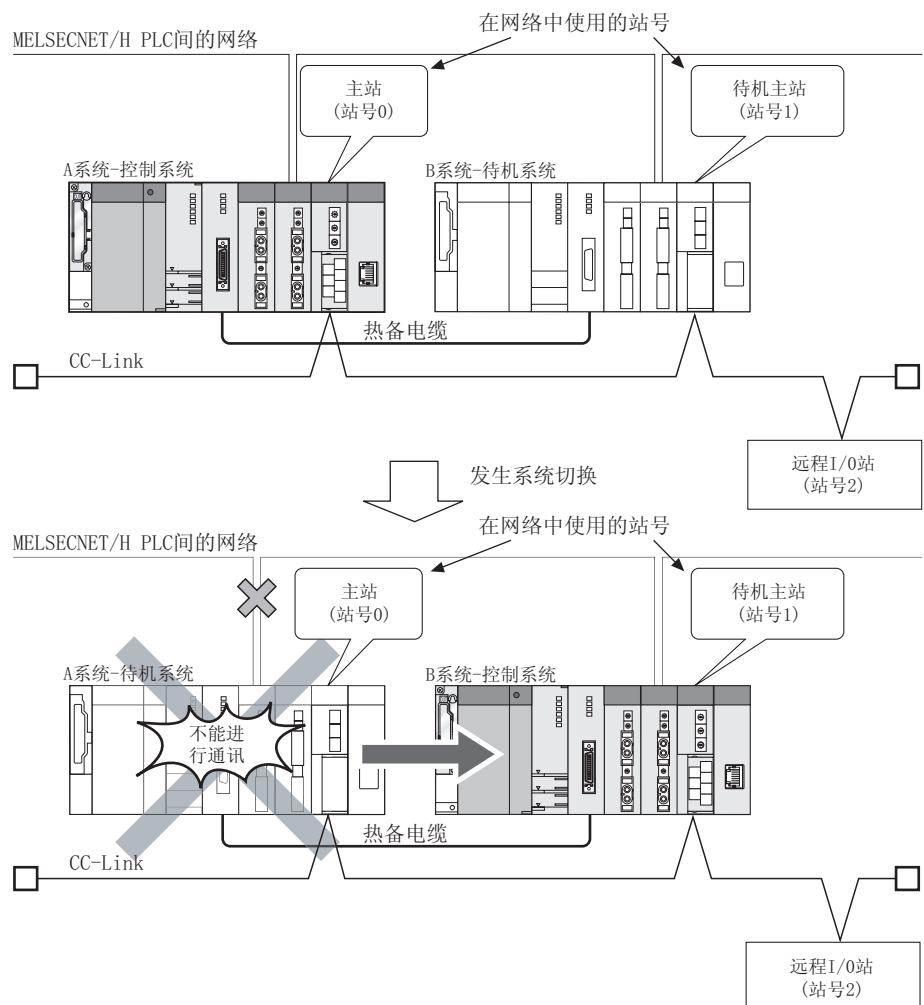 在网络中使用的站号
MELSECNET/H PLC间的网络
主站
(站号0)
待机主站
(站号1)
A系统-控制系统
B系统-待机系统
热备电缆
CC-Link
远程I/O站
(站号2)
发生系统切换
在网络中使用的站号
MELSECNET/H PLC间的网络
主站
(站号0)
待机主站
(站号1)
A系统-待机系统
B系统-控制系统
不能进
行通讯
热备电缆
CC-Link
远程I/O站
(站号2)